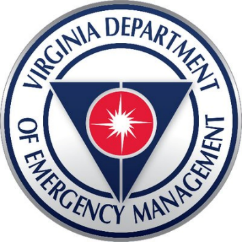 VIRGINIA DEPARTMENT
OF EMERGENCY MANAGEMENT